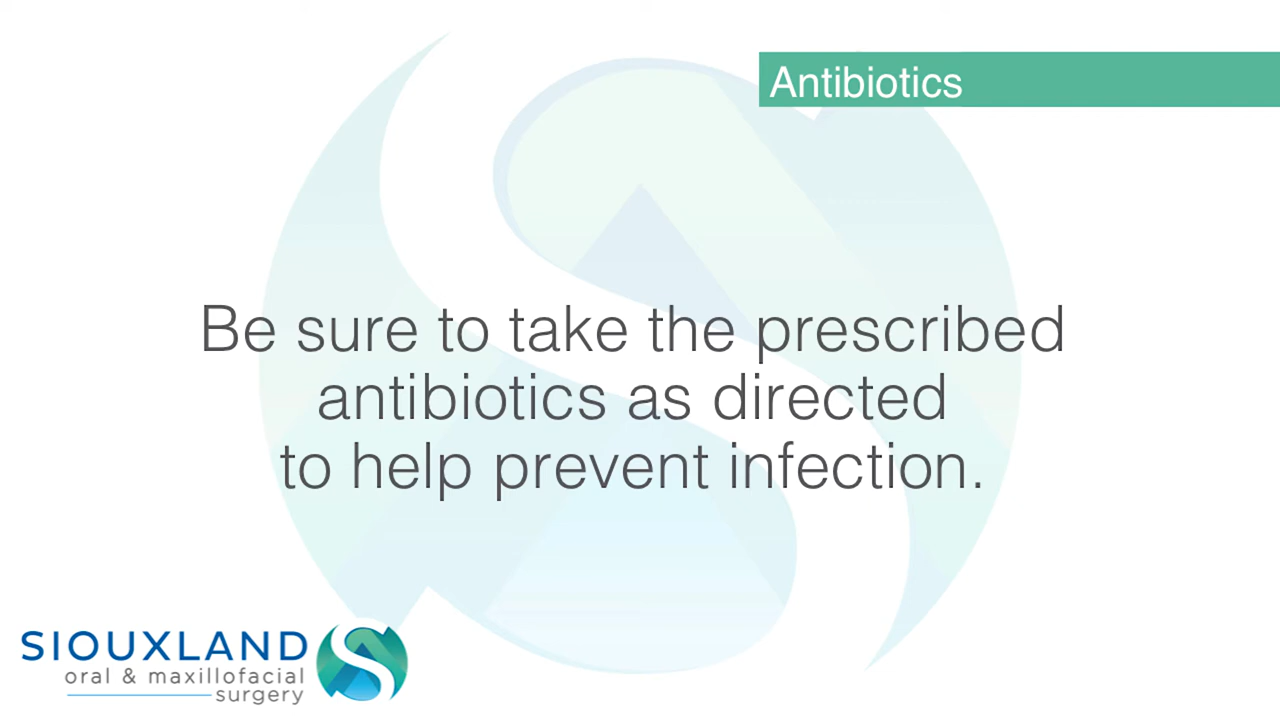 Antibiotics
Be sure to take the prescribed
antibiotics as directed
to help prevent infection.
SIOUXLAND
oral & maxillofacial
surgery